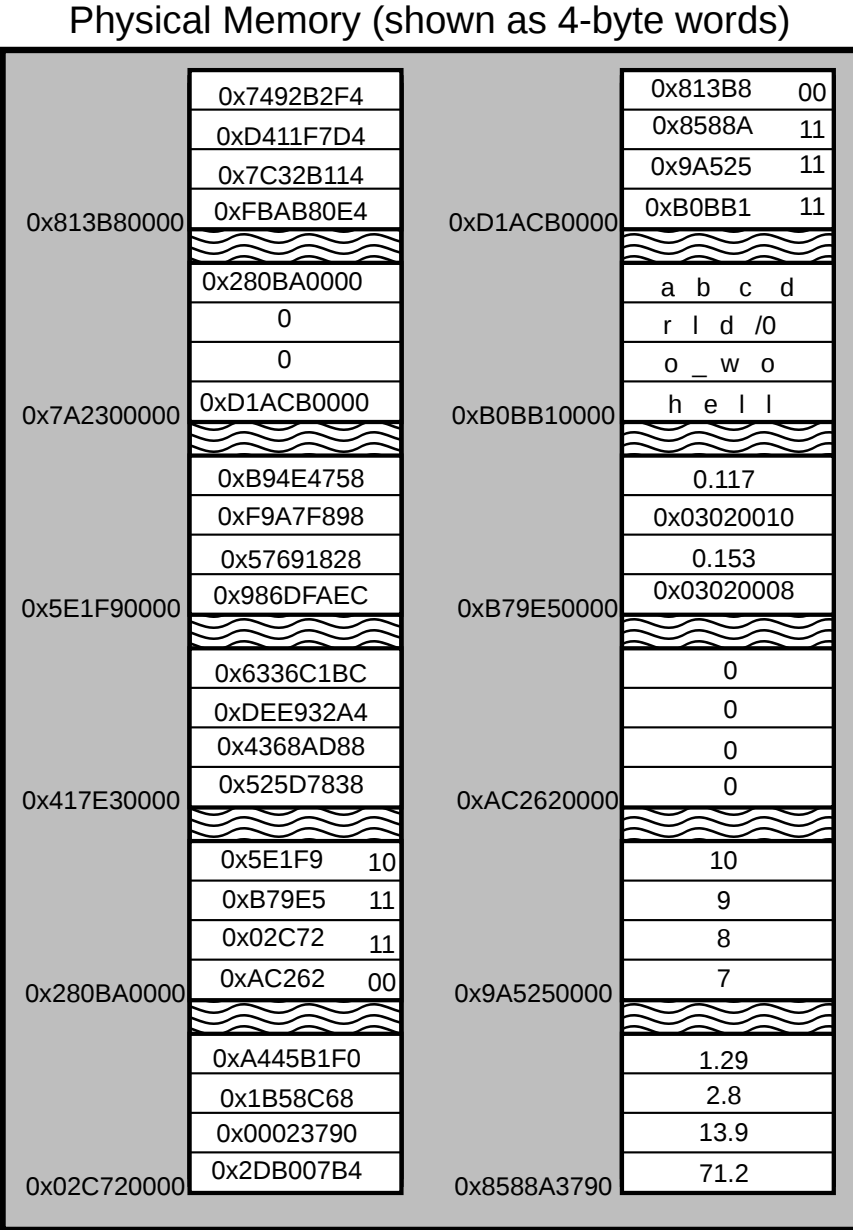 Physical Memory (shown as 4-byte words)
0x7492B2F4
0xD411F7D4
0x7C32B114
0xFBAB80E4
0x813B80000
0x280BA0000
0
0
0xD1ACB0000
0x7A2300000
0xB94E4758
0xF9A7F898
0x57691828
0x986DFAEC
0x5E1F90000
0x6336C1BC
0xDEE932A4
0x4368AD88
0x525D7838
0x417E30000
0x5E1F9 10
0xB79E5 11
0x02C72 11
0xAC262 00
0x280BA0000
0xA445B1F0
0x1B58C68
0x00023790
0x2DB007B4
0x02C720000
0x813B8 00
0x8588A 11
0x9A525 11
0xB0BB1 11
0xD1ACB0000
a b c d
r l d /0
o _ w o
h e l l
0xB0BB10000
0.117
0x03020010
0.153
0x03020008
0xB79E50000
0
0
0
0
0xAC2620000
10
9
8
7
0x9A5250000
1.29
2.8
13.9
71.2
0x8588A3790